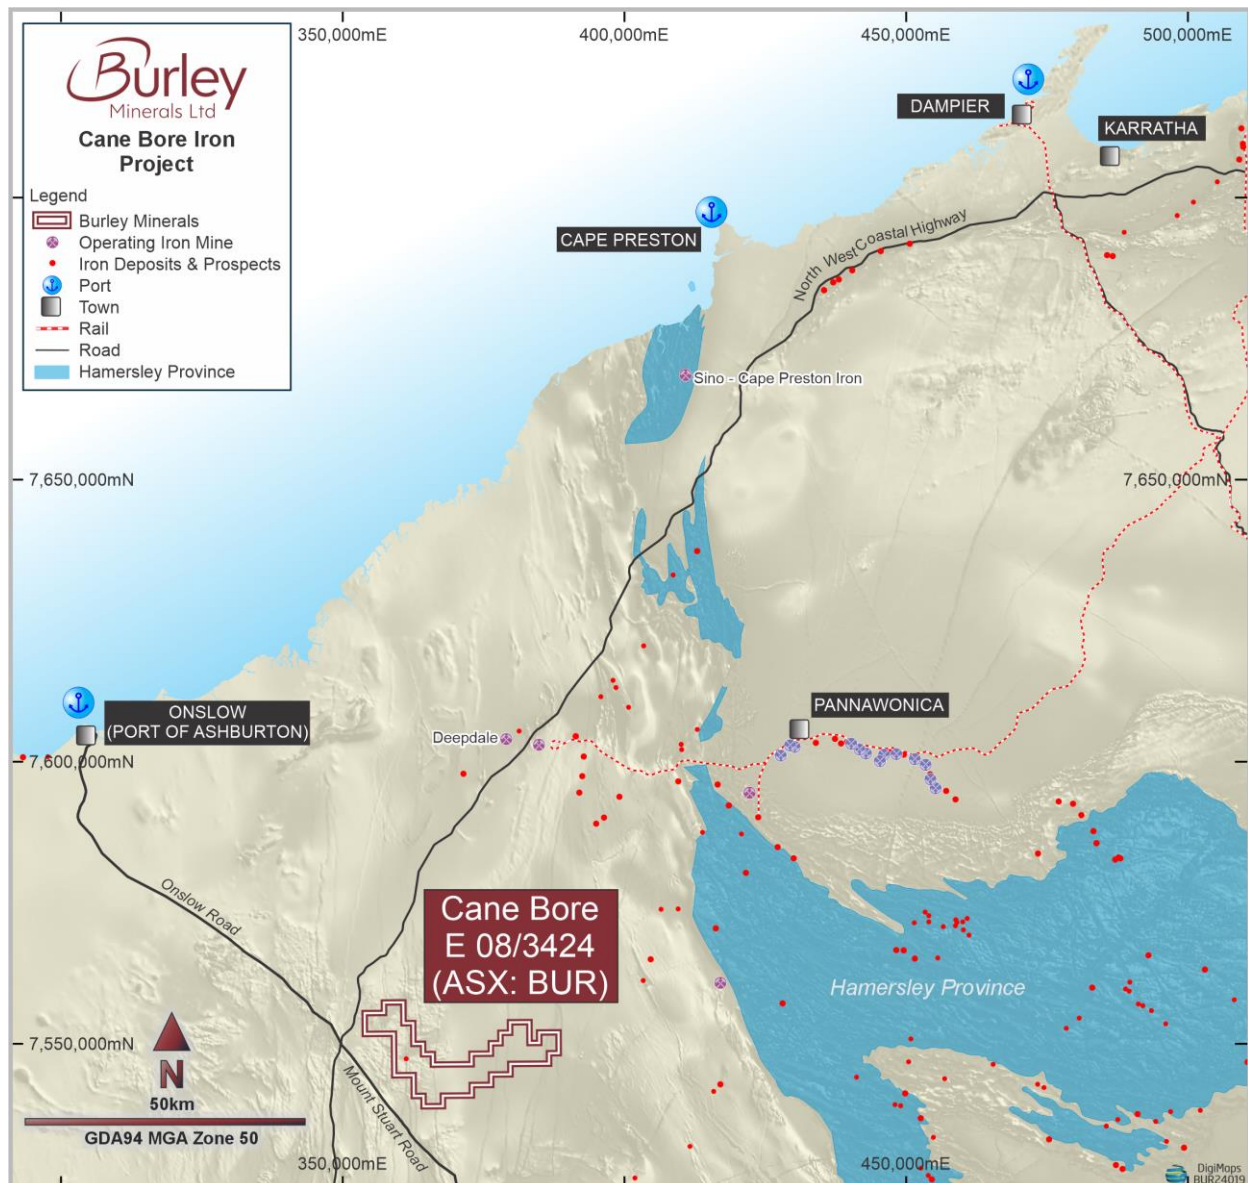 350,000mE
400,000mE
450,000mE
500,000mE
Burley
Minerals Ltd
Cane Bore Iron
Project
Legend
Burley Minerals
Operating Iron Mine
Iron Deposits & Prospects
Port
Town
Rail
Road
Hamersley Province
DAMPIER
KARRATHA
CAPE PRESTON
North West Coastal Highway
Sino - Cape Preston Iron
7,650,000mN
7,650,000mN
ONSLOW
(PORT OF ASHBURTON)
PANNAWONICA
Deepdale
7,600,000mN
Onslow Road
Cane Bore
E 08/3424
(ASX: BUR)
Hamersley Province
7,550,000mN
N
50km
GDA94 MGA Zone 50
Mount Stuart Road
350,000mE
450,000mE
DigiMaps
BUR24019